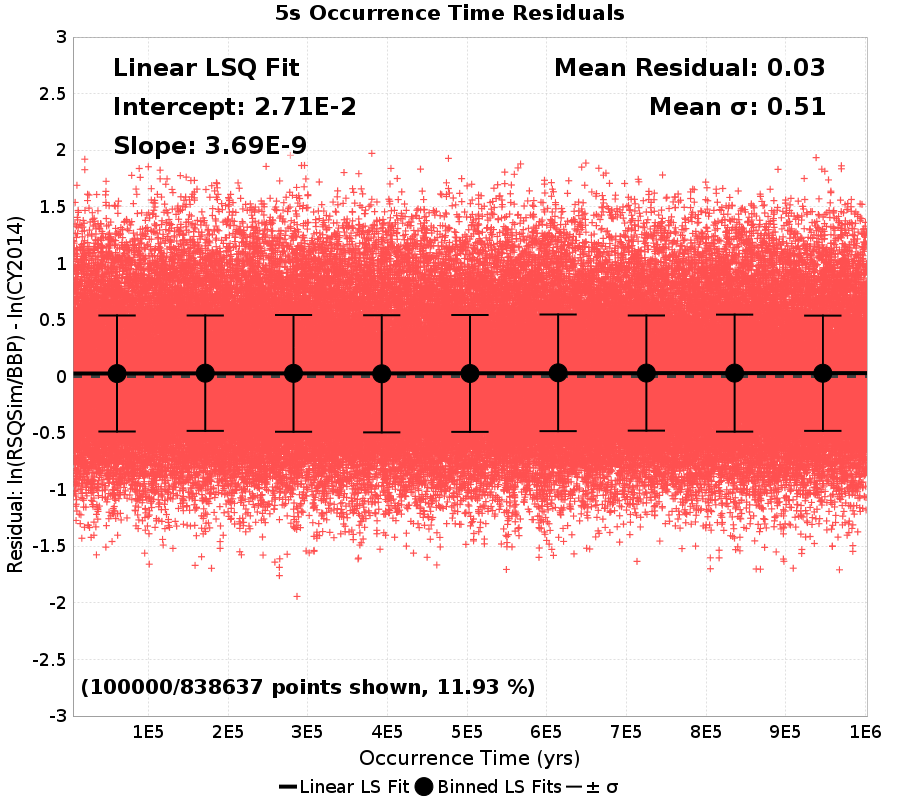 5s Occurrence Time Residuals
Linear LSQ Fit
Intercept: 2.71E-2
Slope: 3.69E-9
Mean Residual: 0.03
Mean σ: 0.51
Residual: ln(RSQSim/BBP) - ln(CY2014)
3
2.5
2
1.5
1
0.5
0
-0.5
-1
-1.5
-2
-2.5
-3
(100000/838637 points shown, 11.93 %)
1E5 2E5 3E5 4E5 5E5 6E5 7E5 8E5 9E5 1E6
Occurrence Time (yrs)
Linear LS Fit Binned LS Fits ± σ